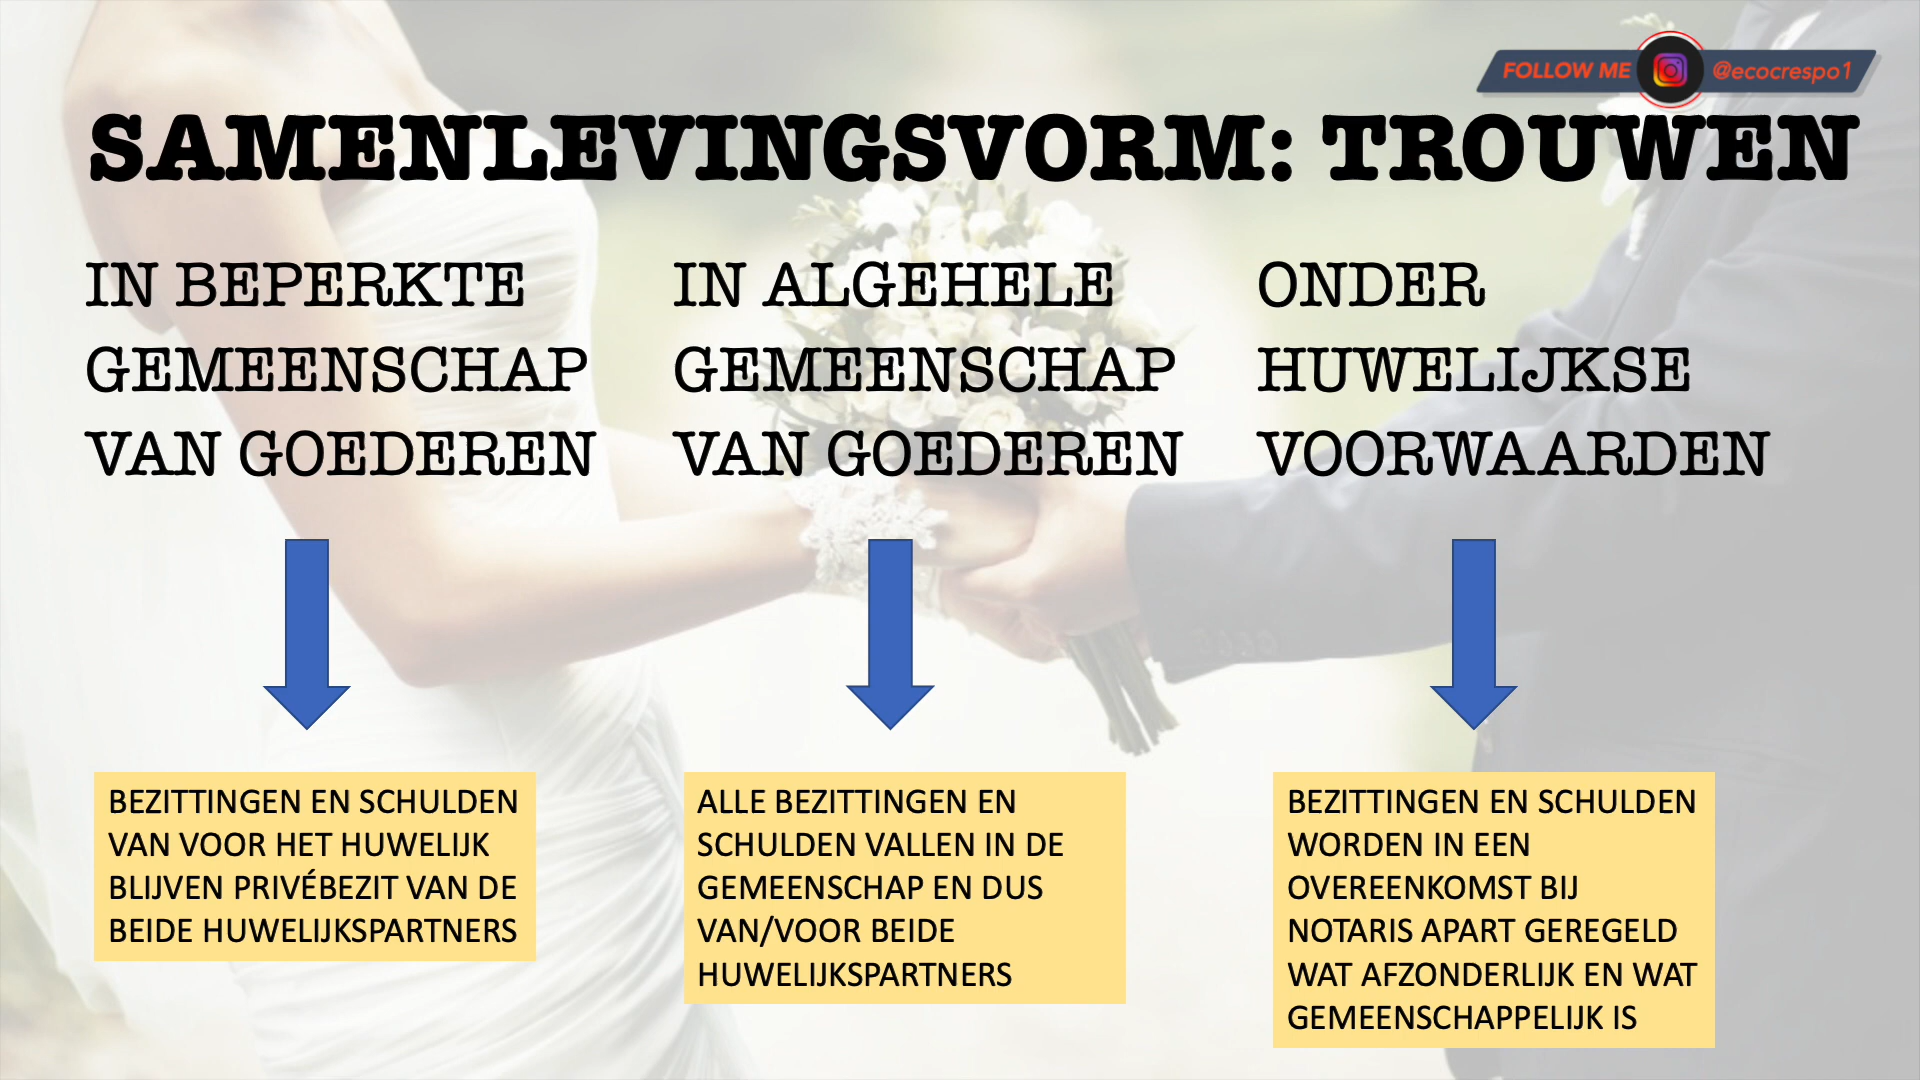 FOLLOW ME @ecocrespo1
SAMENLEVINGSVORM: TROUWEN
IN BEPERKTE
GEMEENSCHAP
VAN GOEDEREN
IN ALGEHELE
GEMEENSCHAP
VAN GOEDEREN
ONDER
HUWELIJKSE
VOORWAARDEN
BEZITTINGEN EN SCHULDEN
VAN VOOR HET HUWELIJK
BLIJVEN PRIVÉBEZIT VAN DE
BEIDE HUWELIJKSPARTNERS
ALLE BEZITTINGEN EN
SCHULDEN VALLEN IN DE
GEMEENSCHAP EN DUS
VAN/VOOR BEIDE
HUWELIJKSPARTNERS
BEZITTINGEN EN SCHULDEN
WORDEN IN EEN
OVEREENKOMST BIJ
NOTARIS APART GEREGELD
WAT AFZONDERLIJK EN WAT
GEMEENSCHAPPELIJK IS